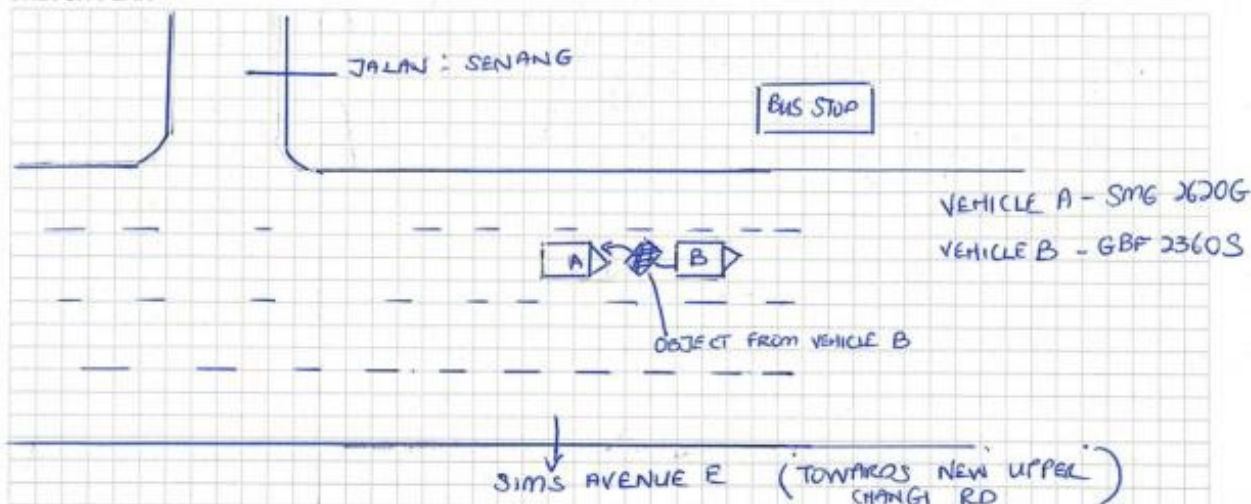 JALAN : SENANG
BUS STOP
VEHICLE A - SMG 2620G
VEHICLE B - GBF 2360S
A
B
OBJECT FROM VEHICLE B
SIMS AVENUE E (TOWARDS NEW UPPER
CHANGI RD)